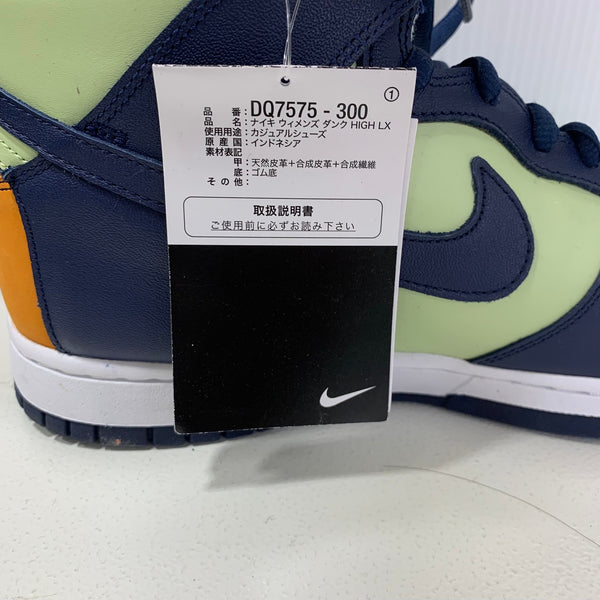 ①
品番：DQ7575 - 300
品名：ナイキ ウィメンズ ダンク HIGH LX
使用用途：カジュアルシューズ
原産国：インドネシア
素材表記
甲：天然皮革＋合成皮革＋合成繊維
底：ゴム底
その他：
取扱説明書
ご使用前に必ずお読み下さい